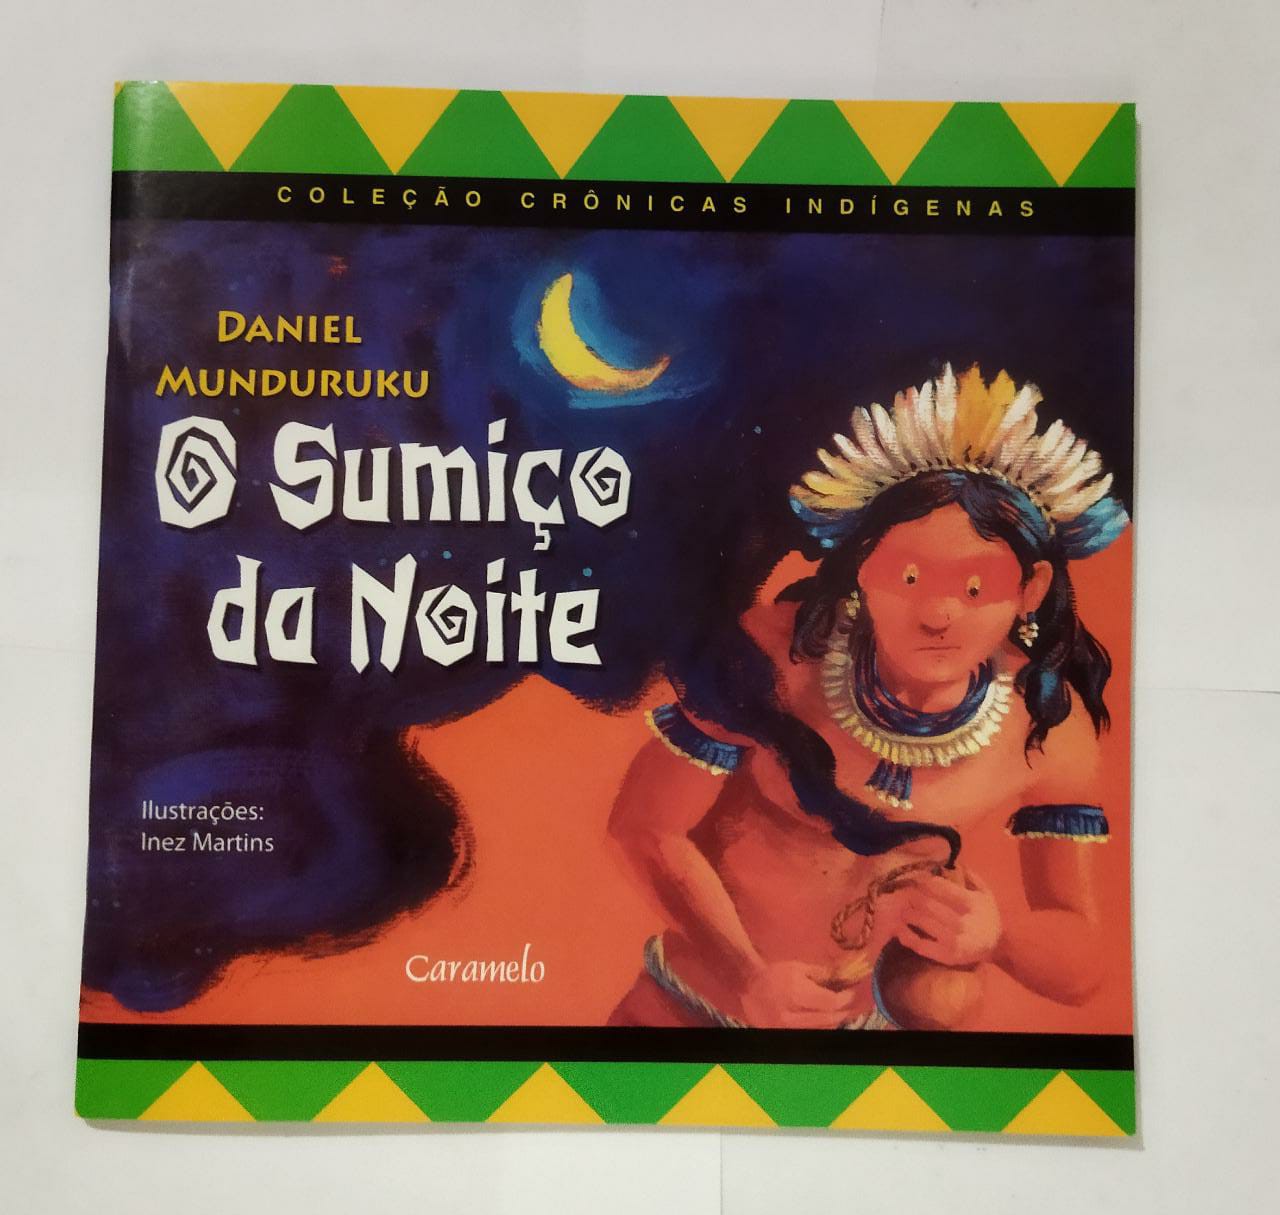 COLEÇÃO CRÔNICAS INDÍGENAS
DANIEL
MUNDURUKU
O Sumiço
da Noite
Ilustrações:
Inez Martins
Caramelo